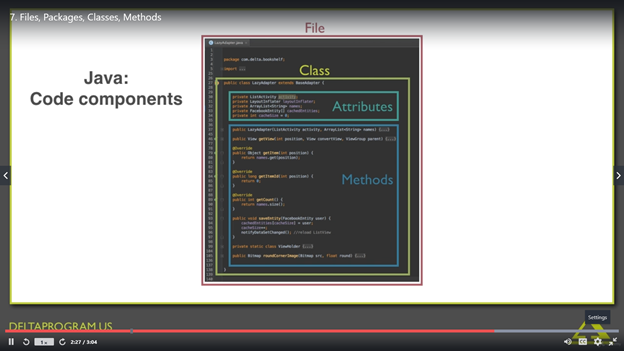 7. Files, Packages, Classes, Methods
File
Java:
Code components
LazyAdapter.java
package com.delta.bookshelf;
import ...
Class
public class LazyAdapter extends BaseAdapter {
private ListActivity activity;
private LayoutInflater layoutInflater;
private ArrayList<String> names;
private FacebookEntity[] cachedEntities;
private int cacheSize = 0;
Attributes
public LazyAdapter(ListActivity activity, ArrayList<String> names) {...}
public View getView(int position, View convertView, ViewGroup parent) {...}
@Override
public Object getItem(int position) {
return names.get(position);
}
@Override
public long getItemId(int position) {
return 0;
}
Methods
@Override
public int getCount() {
return names.size();
}
public void saveEntity(FacebookEntity user) {
cachedEntities[cacheSize] = user;
cacheSize++;
notifyDataSetChanged(); //reload ListView
}
private static class ViewHolder {...}
public Bitmap roundCornerImage(Bitmap src, float round) {...}
}
Settings
DELTAPROGRAM.US
1x
2:27 / 3:04
CC